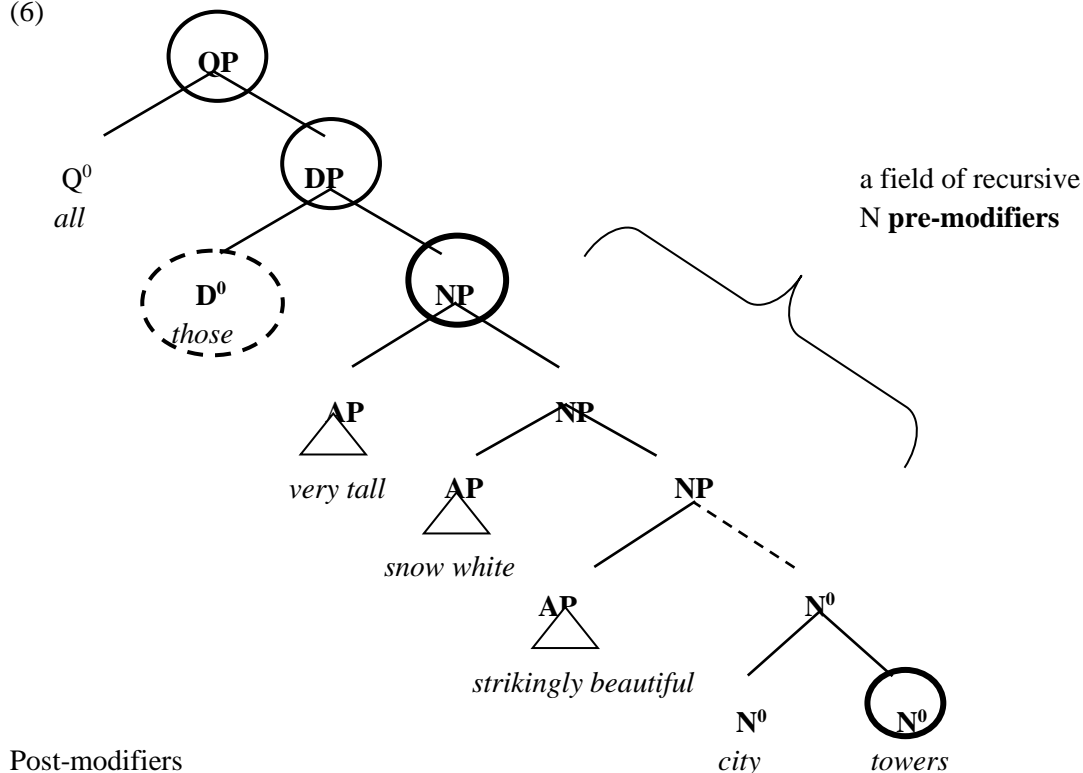 (6)
QP
DP
Q⁰
all
a field of recursive
N pre-modifiers
D⁰
those
NP
AP
NP
very tall
AP
NP
snow white
AP
N⁰
strikingly beautiful
N⁰
N⁰
Post-modifiers
city
towers